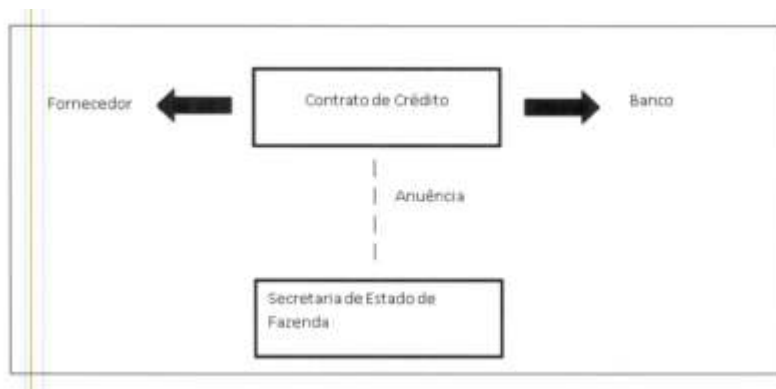 Fornecedor
Contrato de Crédito
Banco
Anuência
Secretaria de Estado de
Fazenda